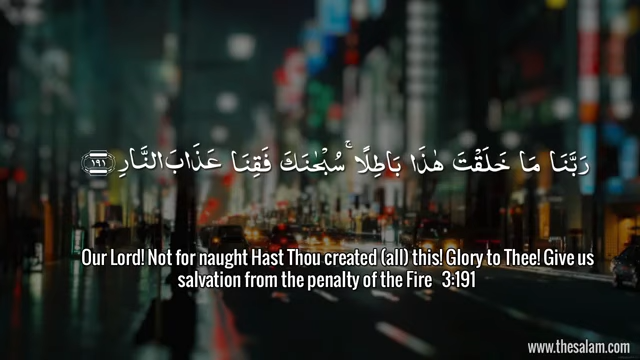 رَبَّنَا مَا خَلَقْتَ هَٰذَا بَاطِلًا ۚ سُبْحَٰنَكَ فَقِنَا عَذَابَ النَّارِ ۝١٩١
Our Lord! Not for naught Hast Thou created (all) this! Glory to Thee! Give us
salvation from the penalty of the Fire 3:191
www.thesalam.com